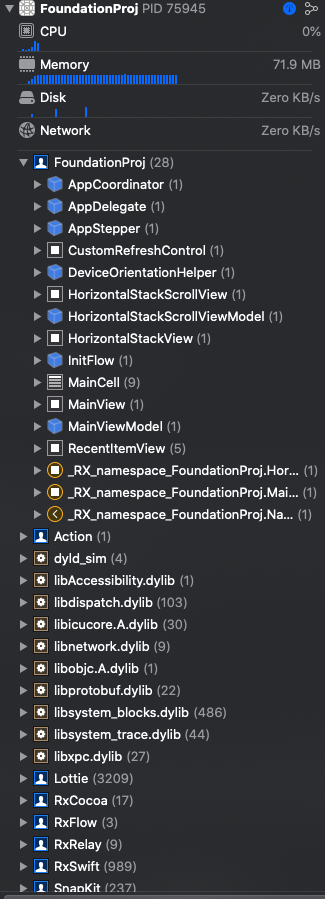 FoundationProj PID 75945
CPU 0%
Memory 71.9 MB
Disk Zero KB/s
Network Zero KB/s
FoundationProj (28)
AppCoordinator (1)
AppDelegate (1)
AppStepper (1)
CustomRefreshControl (1)
DeviceOrientationHelper (1)
HorizontalStackScrollView (1)
HorizontalStackScrollViewModel (1)
HorizontalStackView (1)
InitFlow (1)
MainCell (9)
MainView (1)
MainViewModel (1)
RecentItemView (5)
_RX_namespace_FoundationProj.Hor... (1)
_RX_namespace_FoundationProj.Mai... (1)
_RX_namespace_FoundationProj.Na... (1)
Action (1)
dyld_sim (4)
libAccessibility.dylib (1)
libdispatch.dylib (103)
libicucore.A.dylib (30)
libnetwork.dylib (9)
libobjc.A.dylib (1)
libprotobuf.dylib (22)
libsystem_blocks.dylib (486)
libsystem_trace.dylib (44)
libxpc.dylib (27)
Lottie (3209)
RxCocoa (17)
RxFlow (3)
RxRelay (9)
RxSwift (989)
SnapKit (237)